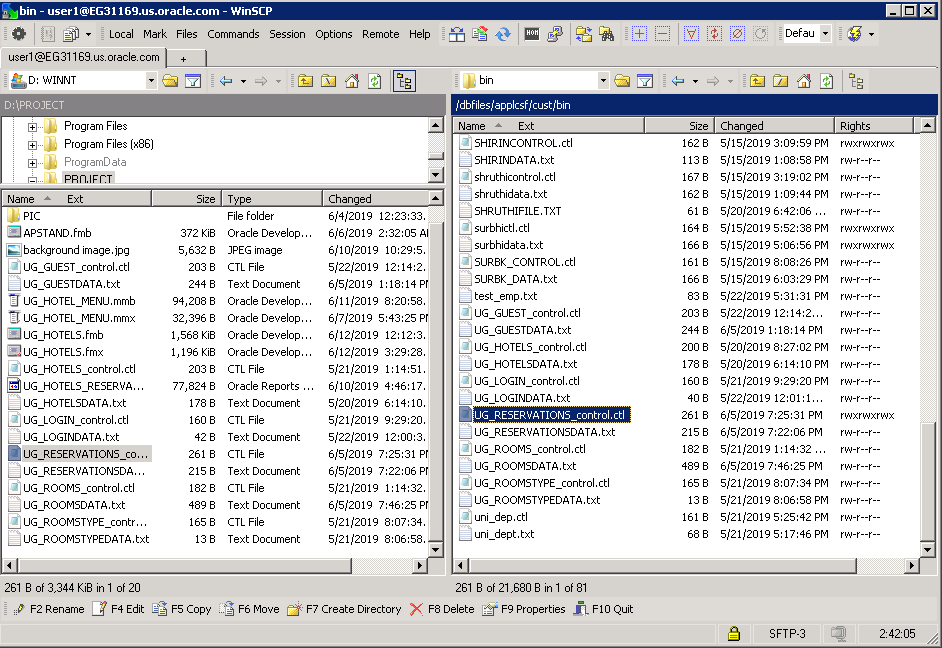 bin - user1@EG31169.us.oracle.com - WinSCP
Local Mark Files Commands Session Options Remote Help Defau
user1@EG31169.us.oracle.com +
D: WINNT bin
D:\PROJECT
Program Files
Program Files (x86)
ProgramData
PROJECT
Name Ext Size Type Changed
PIC File folder 6/4/2019 12:23:33.
APSTAND.fmb 372 KiB Oracle Develop... 6/6/2019 2:32:05 AM
background image.jpg 5,632 B JPEG image 6/10/2019 10:29:5.
UG_GUEST_control.ctl 203 B CTL File 5/22/2019 12:14:2.
UG_GUESTDATA.txt 244 B Text Document 6/5/2019 1:18:14 PM
UG_HOTEL_MENU.mmb 94,208 B Oracle Develop... 6/11/2019 8:20:58.
UG_HOTEL_MENU.mmx 32,396 B Oracle Develop... 6/7/2019 5:43:25 PM
UG_HOTELS.fmb 1,568 KiB Oracle Develop... 6/12/2019 12:12:3.
UG_HOTELS.fmx 1,196 KiB Oracle Develop... 6/12/2019 3:29:28.
UG_HOTELS_control.ctl 203 B CTL File 5/21/2019 1:14:51.
UG_HOTELS_RESERVA... 77,824 B Oracle Reports ... 6/10/2019 4:46:17.
UG_HOTELSDATA.txt 178 B Text Document 5/20/2019 6:14:10.
UG_LOGIN_control.ctl 160 B CTL File 5/21/2019 9:29:20.
UG_LOGINDATA.txt 42 B Text Document 5/22/2019 12:00:3.
UG_RESERVATIONS_co... 261 B CTL File 6/5/2019 7:25:31 PM
UG_RESERVATIONSDA... 215 B Text Document 6/5/2019 7:22:06 PM
UG_ROOMS_control.ctl 182 B CTL File 5/21/2019 1:14:32.
UG_ROOMSDATA.txt 489 B Text Document 6/5/2019 7:46:25 PM
UG_ROOMSTYPE_contr... 165 B CTL File 5/21/2019 8:07:34.
UG_ROOMSTYPEDATA.txt 13 B Text Document 5/21/2019 8:06:58.
261 B of 3,344 KiB in 1 of 20
/dbfiles/applcsf/cust/bin
Name Ext Size Changed Rights
SHIRINCONTROL.ctl 162 B 5/15/2019 3:09:59 PM rwxrwxrwx
SHIRINDATA.txt 113 B 5/15/2019 1:08:58 PM rw-r--r--
shruthicontrol.ctl 167 B 5/15/2019 3:19:02 PM rwxrwxrwx
shruthidata.txt 162 B 5/15/2019 1:09:44 PM rw-r--r--
SHRUTHIFILE.TXT 61 B 5/20/2019 6:42:06 ... rw-r--r--
surbhictl.ctl 164 B 5/15/2019 5:52:38 PM rwxrwxrwx
surbhidata.txt 166 B 5/15/2019 5:06:56 PM rwxrwxrwx
SURBK_CONTROL.ctl 161 B 5/15/2019 8:08:26 PM rw-r--r--
SURBK_DATA.txt 166 B 5/15/2019 6:03:29 PM rw-r--r--
test_emp.txt 83 B 5/22/2019 5:31:31 PM rw-r--r--
UG_GUEST_control.ctl 203 B 5/22/2019 12:14:2... rw-r--r--
UG_GUESTDATA.txt 244 B 6/5/2019 1:18:14 PM rw-r--r--
UG_HOTELS_control.ctl 200 B 5/20/2019 8:27:02 PM rw-r--r--
UG_HOTELSDATA.txt 178 B 5/20/2019 6:14:10 PM rw-r--r--
UG_LOGIN_control.ctl 160 B 5/21/2019 9:29:20 PM rw-r--r--
UG_LOGINDATA.txt 40 B 5/22/2019 12:01:1... rw-r--r--
UG_RESERVATIONS_control.ctl 261 B 6/5/2019 7:25:31 PM rwxrwxrwx
UG_RESERVATIONSDATA.txt 215 B 6/5/2019 7:22:06 PM rw-r--r--
UG_ROOMS_control.ctl 182 B 5/21/2019 1:14:32 ... rw-r--r--
UG_ROOMSDATA.txt 489 B 6/5/2019 7:46:25 PM rw-r--r--
UG_ROOMSTYPE_control.ctl 165 B 5/21/2019 8:07:34 PM rw-r--r--
UG_ROOMSTYPEDATA.txt 13 B 5/21/2019 8:06:58 PM rw-r--r--
uni_dep.ctl 161 B 5/21/2019 5:25:42 PM rw-r--r--
uni_dept.txt 68 B 5/21/2019 5:17:46 PM rw-r--r--
261 B of 21,680 B in 1 of 81
F2 Rename F4 Edit F5 Copy F6 Move F7 Create Directory F8 Delete F9 Properties F10 Quit
SFTP-3 2:42:05